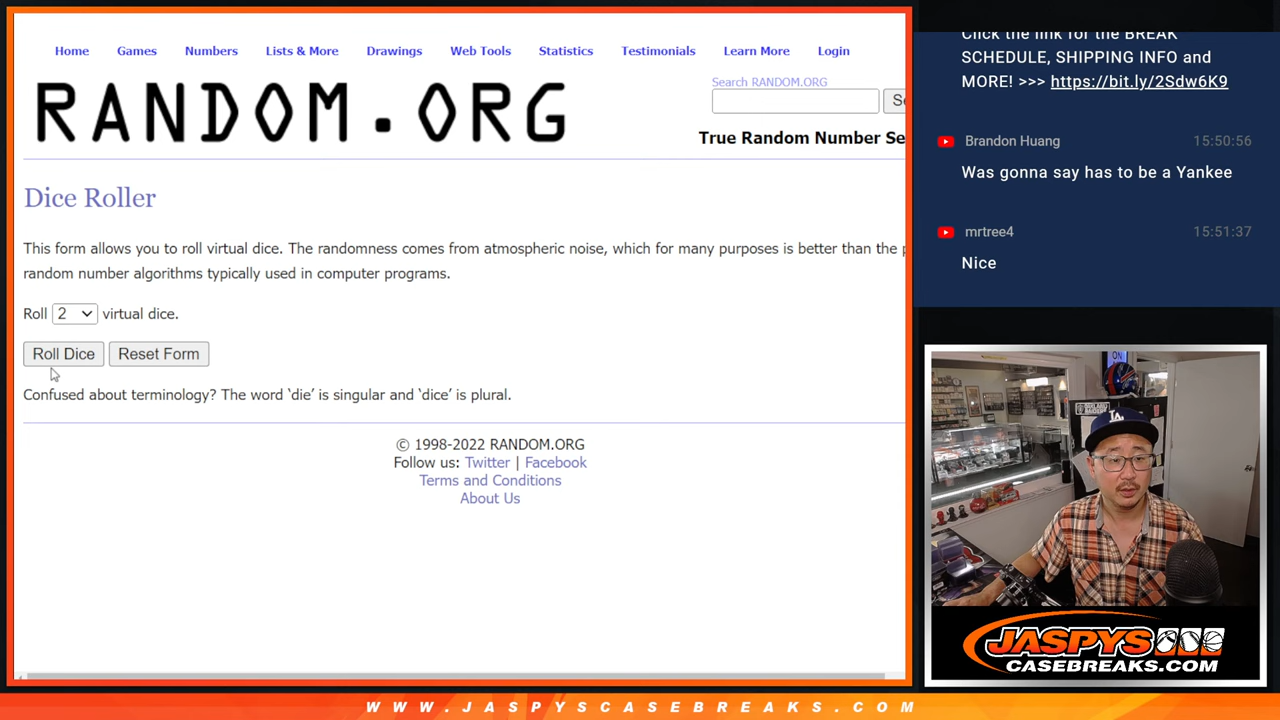 Home Games Numbers Lists & More Drawings Web Tools Statistics Testimonials Learn More Login
RANDOM.ORG
Search RANDOM.ORG
True Random Number Se
Dice Roller
This form allows you to roll virtual dice. The randomness comes from atmospheric noise, which for many purposes is better than the p
random number algorithms typically used in computer programs.
Roll 2 virtual dice.
Roll Dice Reset Form
Confused about terminology? The word ‘die’ is singular and ‘dice’ is plural.
© 1998-2022 RANDOM.ORG
Follow us: Twitter | Facebook
Terms and Conditions
About Us
Click the link for the BREAK
SCHEDULE, SHIPPING INFO and
MORE! >>> https://bit.ly/2Sdw6K9
Brandon Huang 15:50:56
Was gonna say has to be a Yankee
mrtree4 15:51:37
Nice
ON
LA
JASPYS
CASEBREAKS.COM
WWW.JASPYSCASEBREAKS.COM